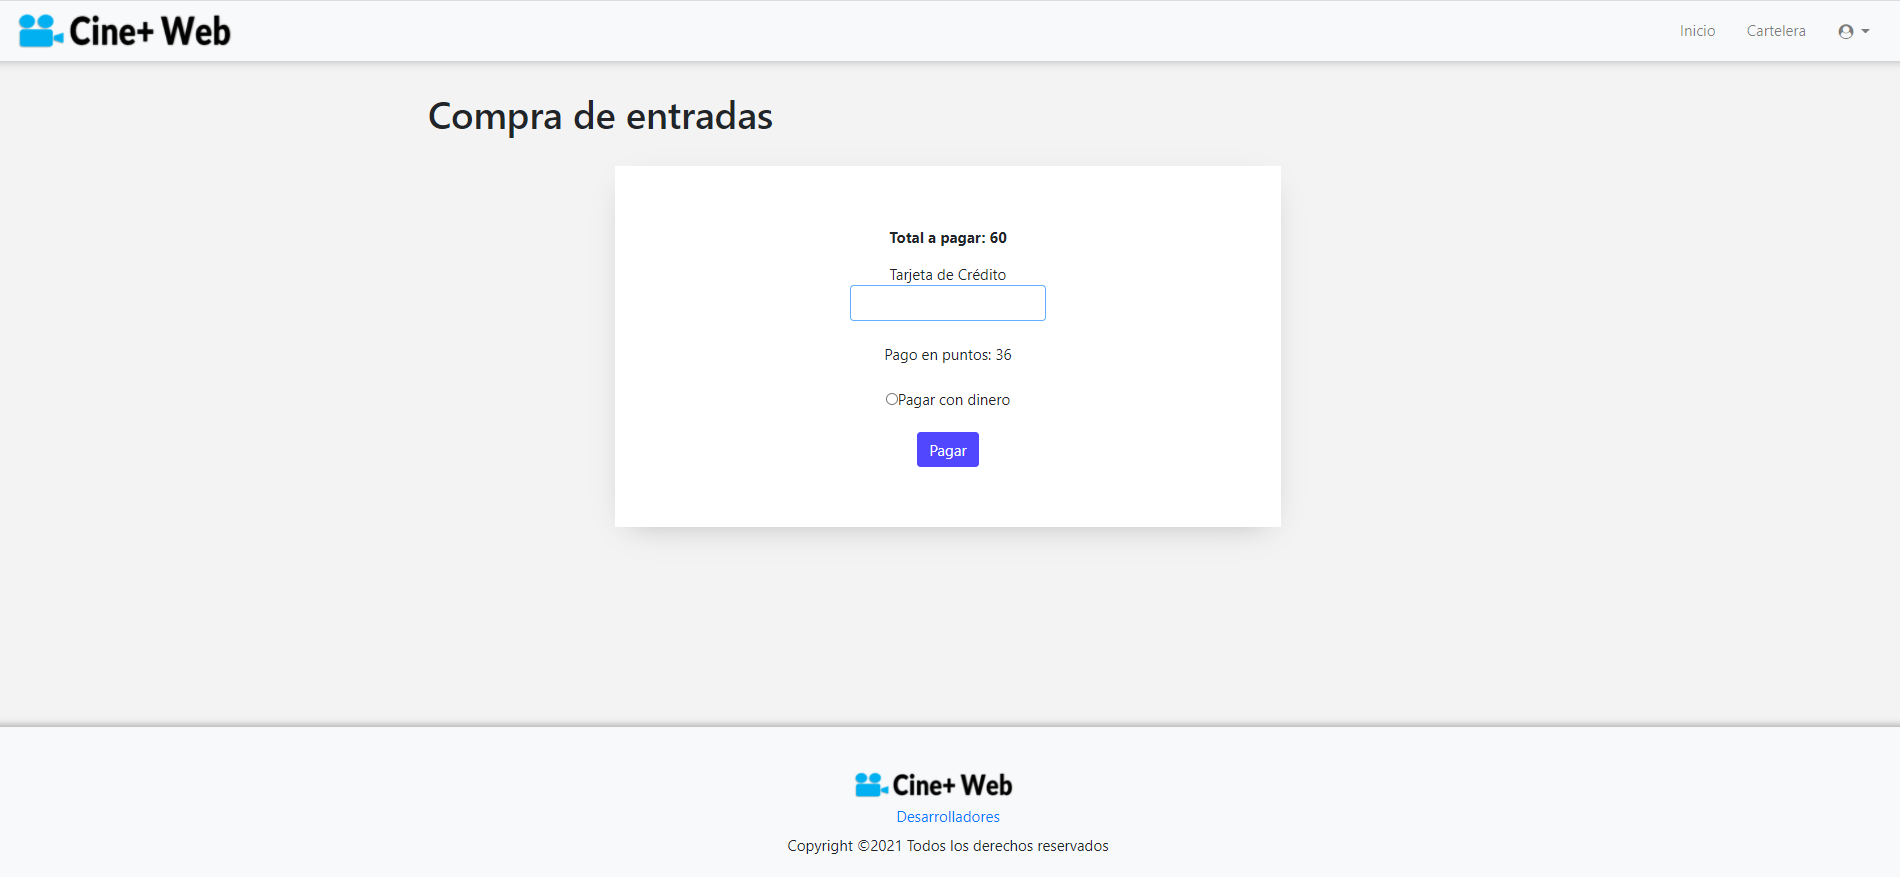 Cine+ Web
Inicio
Cartelera
Compra de entradas
Total a pagar: 60
Tarjeta de Crédito
Pago en puntos: 36
Pagar con dinero
Pagar
Cine+ Web
Desarrolladores
Copyright ©2021 Todos los derechos reservados